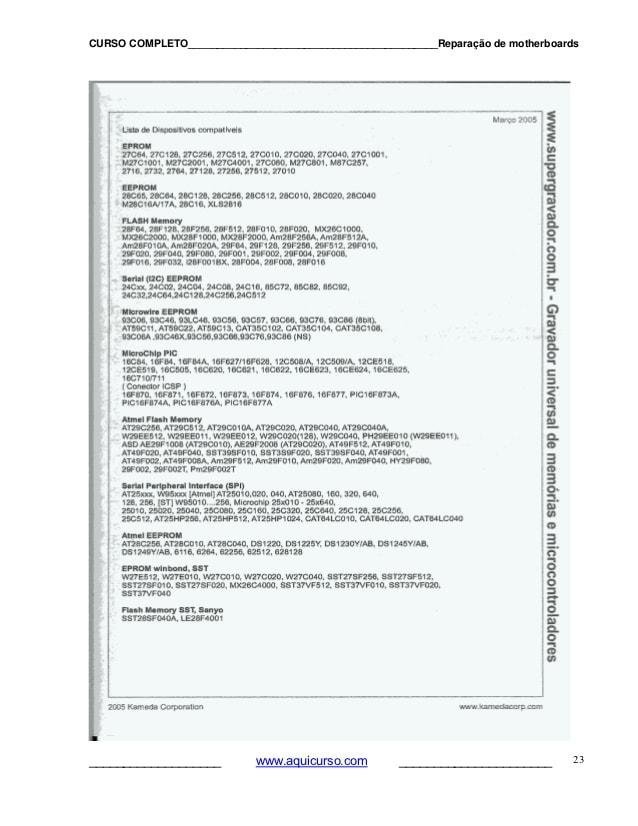 CURSO COMPLETO________________________________________Reparação de motherboards
Março 2005
Lista de Dispositivos compatíveis
EPROM
27C64, 27C128, 27C256, 27C512, 27C010, 27C020, 27C040, 27C1001,
M27C1001, M27C2001, M27C4001, 27C080, M27C801, M87C257,
2716, 2732, 2764, 27128, 27256, 27512, 27010
EEPROM
28C65, 28C64, 28C128, 28C256, 28C512, 28C010, 28C020, 28C040
M28C16A/17A, 28C16, XL82816
FLASH Memory
28F64, 28F128, 28F256, 28F512, 28F010, 28F020, MX26C1000,
MX26C2000, MX28F1000, MX28F2000, Am28F256A, Am28F512A,
Am28F010A, Am28F020A, 29F64, 29F128, 29F256, 29F512, 29F010,
29F020, 29F040, 29F080, 29F001, 29F002, 29F004, 29F008,
29F016, 29F032, i28F001BX, 28F004, 28F008, 28F016
Serial (I2C) EEPROM
24Cxx, 24C02, 24C04, 24C08, 24C16, 85C72, 85C82, 85C92,
24C32,24C64,24C128,24C256,24C512
Microwire EEPROM
93C06, 93C46, 93LC46, 93C56, 93C57, 93C66, 93C76, 93C86 (8bit),
AT59C11, AT59C22, AT59C13, CAT35C102, CAT35C104, CAT35C108,
93C06A ,93C46X,93C56,93C66,93C76,93C86 (NS)
MicroChip PIC
16C84, 16F84, 16F84A, 16F627/16F628, 12C508/A, 12C509/A, 12CE518,
12CE519, 16C505, 16C620, 16C621, 16C622, 16CE623, 16CE624, 16CE625,
16C710/711
( Conector ICSP )
16F870, 16F871, 16F872, 16F873, 16F874, 16F876, 16F877, PIC16F873A,
PIC16F874A, PIC16F876A, PIC16F877A
Atmel Flash Memory
AT29C256, AT29C512, AT29C010A, AT29C020, AT29C040, AT29C040A,
W29EE512, W29EE011, W29EE012, W29C020(128), W29C040, PH29EE010 (W29EE011),
ASD AE29F1008 (AT29C010), AE29F2008 (AT29C020), AT49F512, AT49F010,
AT49F020, AT49F040, SST39SF010, SST39SF020, SST39SF040, AT49F001,
AT49F002, AT49F008A, Am29F512, Am29F010, Am29F020, Am29F040, HY29F080,
29F002, 29F002T, Pm29F002T
Serial Peripheral Interface (SPI)
AT25xxx, W95xxx [Atmel] AT25010,020, 040, AT25080, 160, 320, 640,
128, 256, [ST] W95010....256, Microchip 25x010 - 25x640,
25010, 25020, 25040, 25C080, 25C160, 25C320, 25C640, 25C128, 25C256,
25C512, AT25HP256, AT25HP512, AT25HP1024, CAT64LC010, CAT64LC020, CAT64LC040
Atmel EEPROM
AT28C256, AT28C010, AT28C040, DS1220, DS1225Y, DS1230Y/AB, DS1245Y/AB,
DS1249Y/AB, 6116, 6264, 62256, 62512, 628128
EPROM winbond, SST
W27E512, W27E010, W27C010, W27C020, W27C040, SST27SF256, SST27SF512,
SST27SF010, SST27SF020, MX26C4000, SST37VF512, SST37VF010, SST37VF020,
SST37VF040
Flash Memory SST, Sanyo
SST28SF040A, LE28F4001
www.supergravador.com.br - Gravador universal de memórias e microcontroladores
2005 Kameda Corporation www.kamedacorp.com
_____________________ www.aquicurso.com ________________________ 23